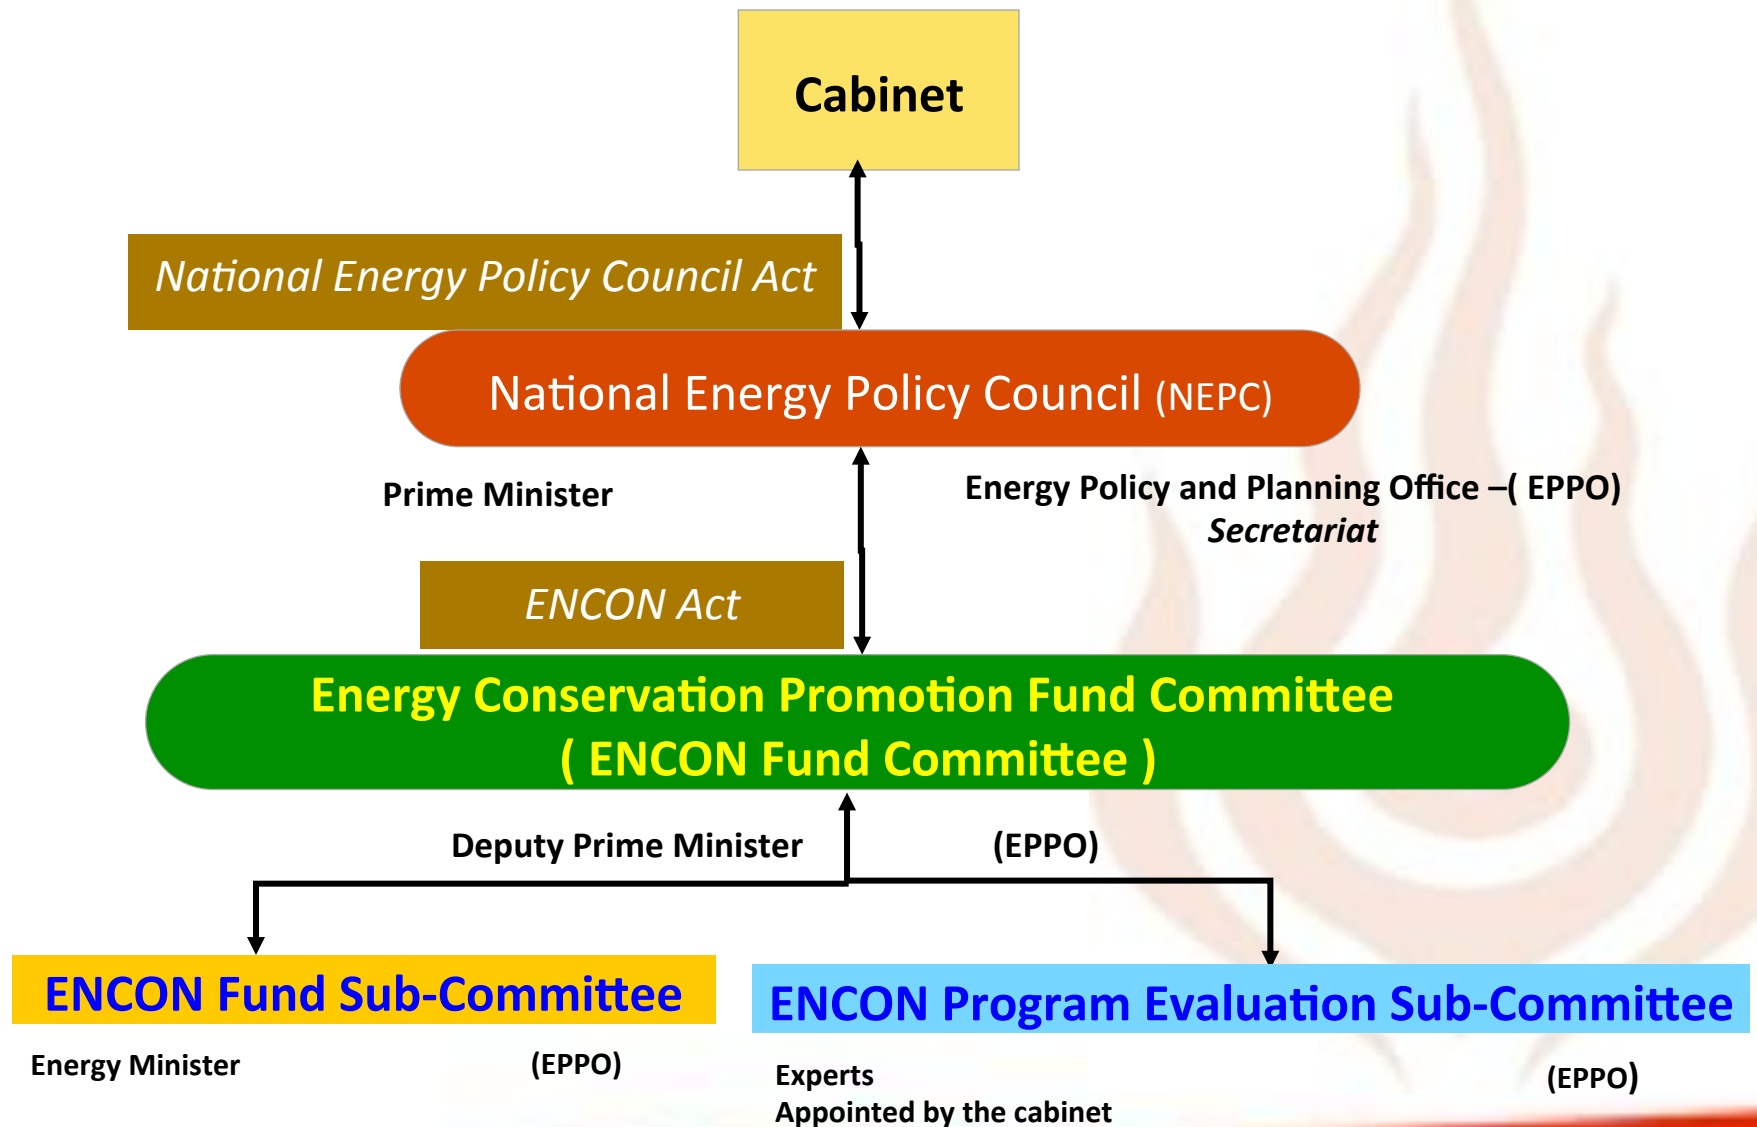 Cabinet
National Energy Policy Council Act
National Energy Policy Council (NEPC)
Prime Minister
Energy Policy and Planning Office –( EPPO)
Secretariat
ENCON Act
Energy Conservation Promotion Fund Committee
( ENCON Fund Committee )
Deputy Prime Minister
(EPPO)
ENCON Fund Sub-Committee
ENCON Program Evaluation Sub-Committee
Energy Minister
(EPPO)
Experts
Appointed by the cabinet
(EPPO)